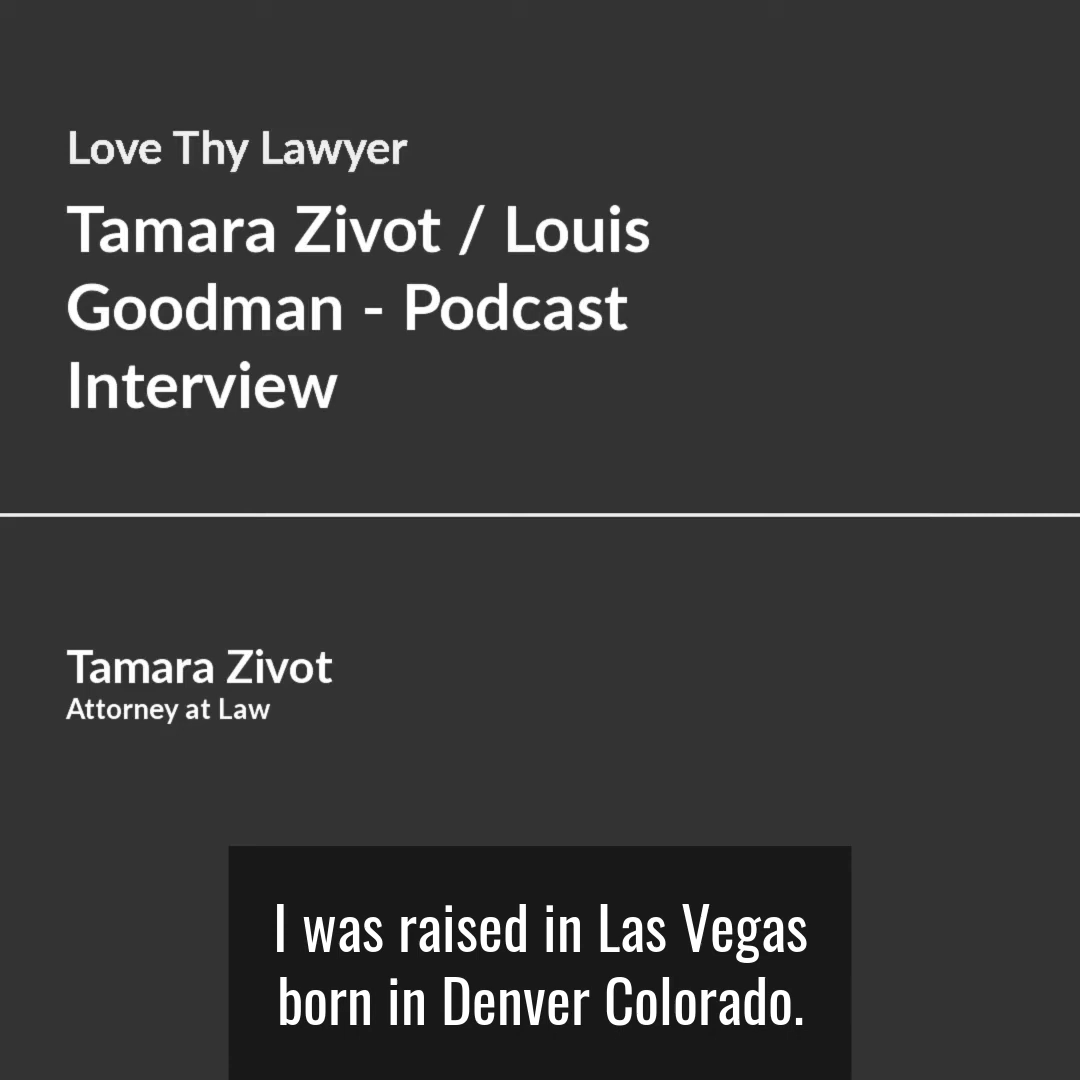 Love Thy Lawyer
Tamara Zivot / Louis
Goodman - Podcast
Interview
Tamara Zivot
Attorney at Law
I was raised in Las Vegas
born in Denver Colorado.